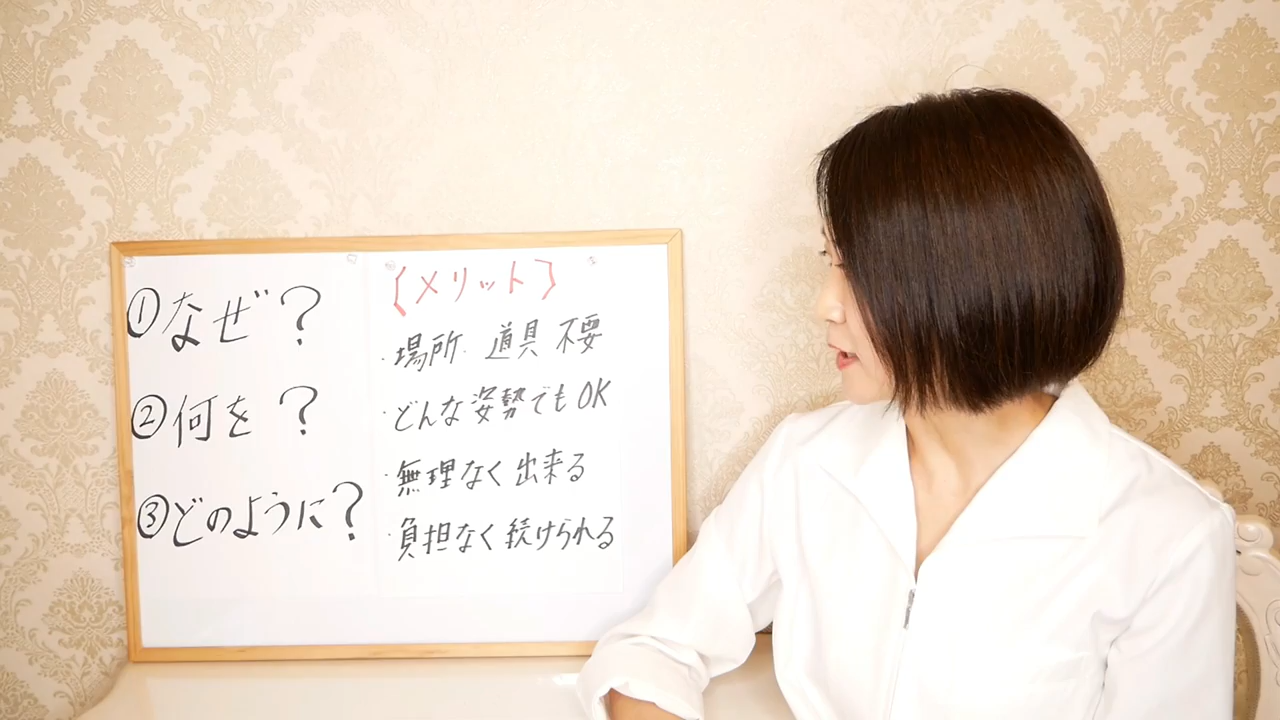 ①なぜ?
②何を?
③どのように?
〔メリット〕
・場所、道具 不要
・どんな姿勢でもOK
・無理なく出来る
・負担なく続けられる